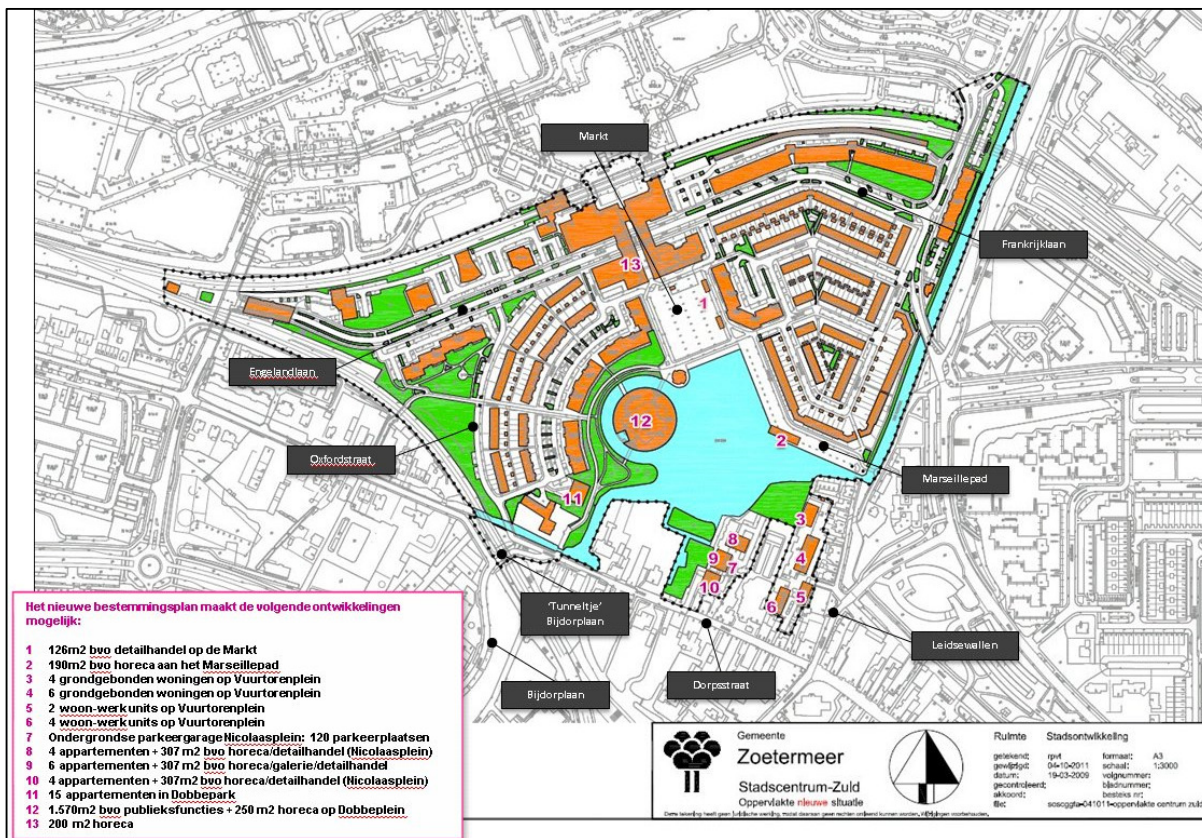 Markt
Frankrijklaan
13
1
Engelandlaan
12
2
Oxfordstraat
Marseillepad
11
3
8
9
7
4
10
5
6
'Tunneltje'
Bijdorplaan
Leidsewallen
Dorpsstraat
Bijdorplaan
Het nieuwe bestemmingsplan maakt de volgende ontwikkelingen
mogelijk:
1 126m2 bvo detailhandel op de Markt
2 190m2 bvo horeca aan het Marseillepad
3 4 grondgebonden woningen op Vuurtorenplein
4 6 grondgebonden woningen op Vuurtorenplein
5 2 woon-werk units op Vuurtorenplein
6 4 woon-werk units op Vuurtorenplein
7 Ondergrondse parkeergarage Nicolaasplein: 120 parkeerplaatsen
8 4 appartementen + 307 m2 bvo horeca/detailhandel (Nicolaasplein)
9 6 appartementen + 307 m2 bvo horeca/galerie/detailhandel
10 4 appartementen + 307m2 bvo horeca/detailhandel (Nicolaasplein)
11 15 appartementen in Dobbepark
12 1.570m2 bvo publieksfuncties + 250 m2 horeca op Dobbeplein
13 200 m2 horeca
Gemeente
Zoetermeer
Stadscentrum-Zuid
Oppervlakte nieuwe situatie
Ruimte Stadsontwikkeling
getekend: rpvt formaat: A3
gewijzigd: 04-10-2011 schaal: 1:3000
datum: 19-03-2009 volgnummer:
gecontroleerd: bladnummer:
akkoord: besteks nr:
file: